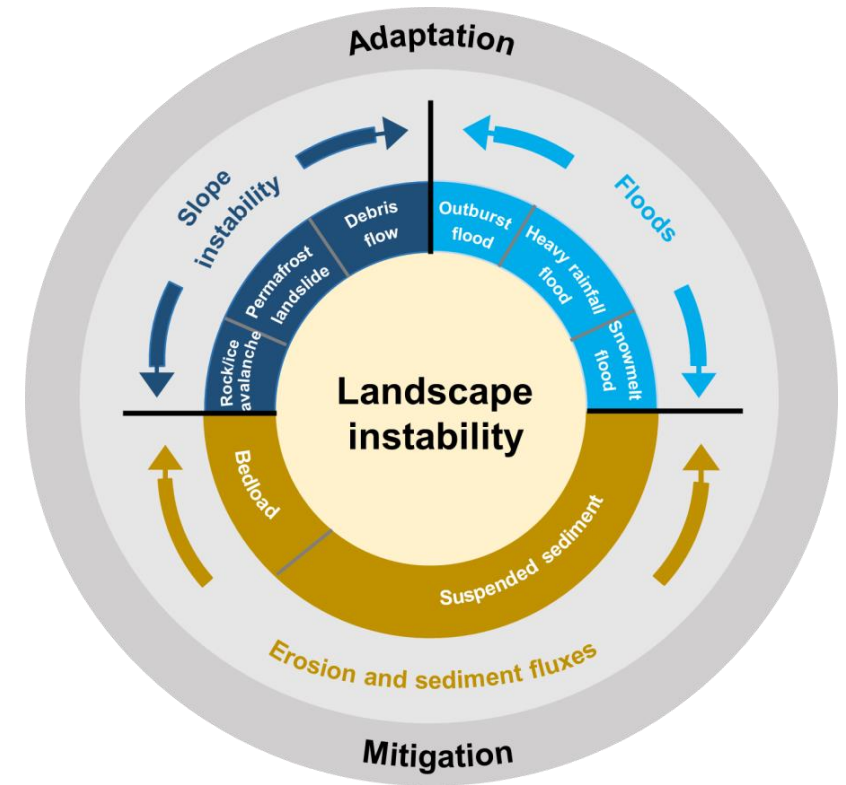 Adaptation
Slope
instability
Floods
Debris
flow
Outburst
flood
Permafrost
landslide
Heavy rainfall
flood
Rock/ice
avalanche
Snowmelt
flood
Landscape
instability
Bedload
Suspended sediment
Erosion and sediment fluxes
Mitigation